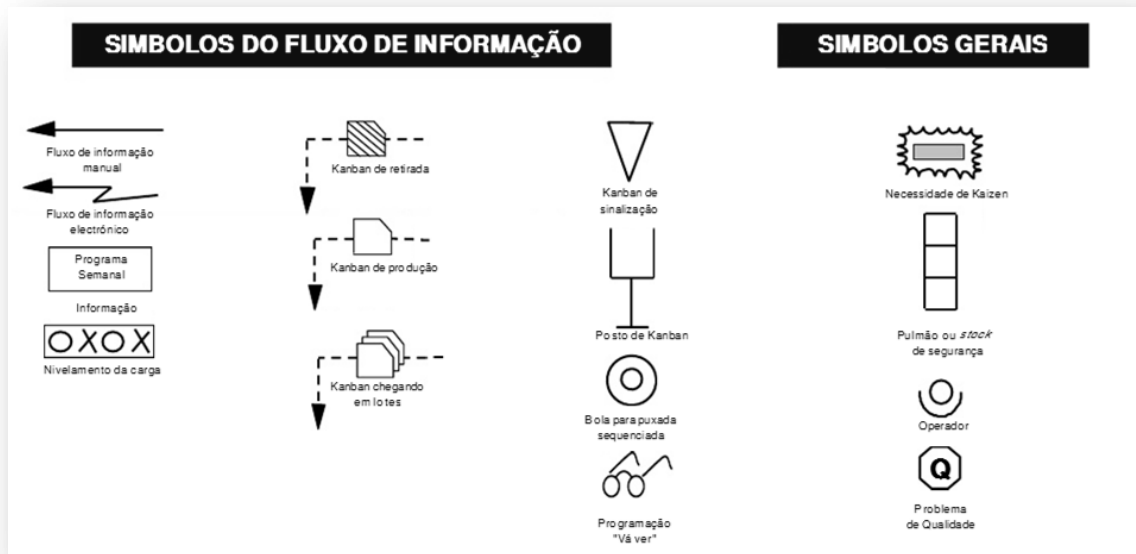 SIMBOLOS DO FLUXO DE INFORMAÇÃO
SIMBOLOS GERAIS
Fluxo de informação
manual
Fluxo de informação
electrónico
Programa
Semanal
Informação
OXOX
Nivelamento da carga
Kanban de retirada
Kanban de produção
Kanban chegando
em lotes
Kanban de
sinalização
Posto de Kanban
Bola para puxada
sequenciada
Programação
"Vá ver"
Necessidade de Kaizen
Pulmão ou stock
de segurança
Operador
Q
Problema
de Qualidade